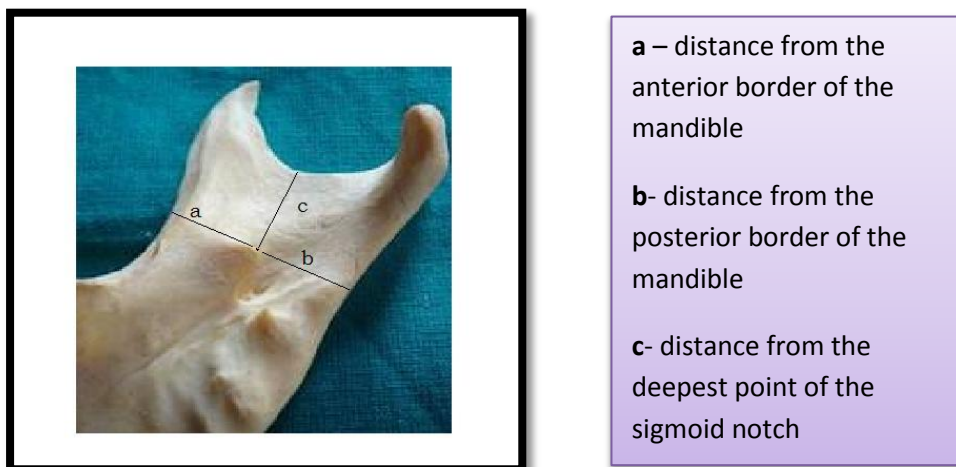 a
c
b
a – distance from the
anterior border of the
mandible
b- distance from the
posterior border of the
mandible
c- distance from the
deepest point of the
sigmoid notch